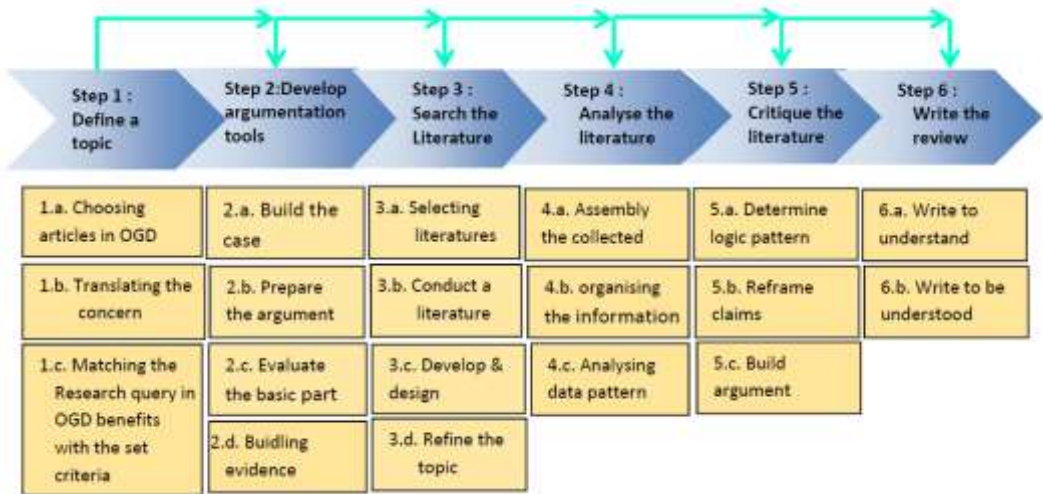 Step 1 :
Define a
topic
Step 2:Develop
argumentation
tools
Step 3 :
Search the
Literature
Step 4 :
Analyse the
literature
Step 5 :
Critique the
literature
Step 6 :
Write the
review
1.a. Choosing
articles in OGD
1.b. Translating the
concern
1.c. Matching the
Research query in
OGD benefits
with the set
criteria
2.a. Build the
case
2.b. Prepare
the argument
2.c. Evaluate
the basic part
2.d. Buidling
evidence
3.a. Selecting
literatures
3.b. Conduct a
literature
3.c. Develop &
design
3.d. Refine the
topic
4.a. Assembly
the collected
4.b. organising
the information
4.c. Analysing
data pattern
5.a. Determine
logic pattern
5.b. Reframe
claims
5.c. Build
argument
6.a. Write to
understand
6.b. Write to be
understood